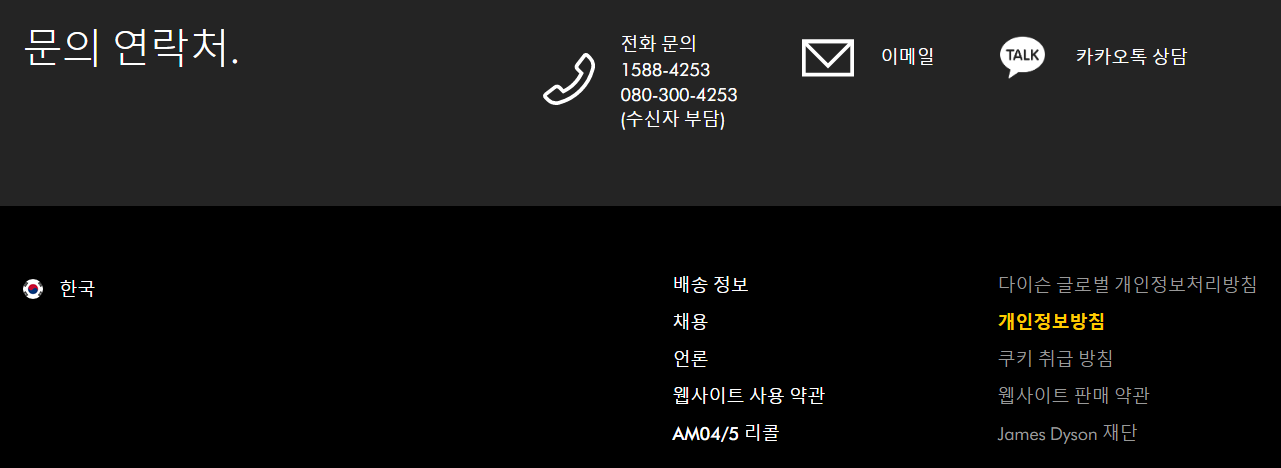 문의 연락처.
전화 문의
1588-4253
080-300-4253
(수신자 부담)
이메일
TALK
카카오톡 상담
한국
배송 정보
채용
언론
웹사이트 사용 약관
AM04/5 리콜
다이슨 글로벌 개인정보처리방침
개인정보방침
쿠키 취급 방침
웹사이트 판매 약관
James Dyson 재단